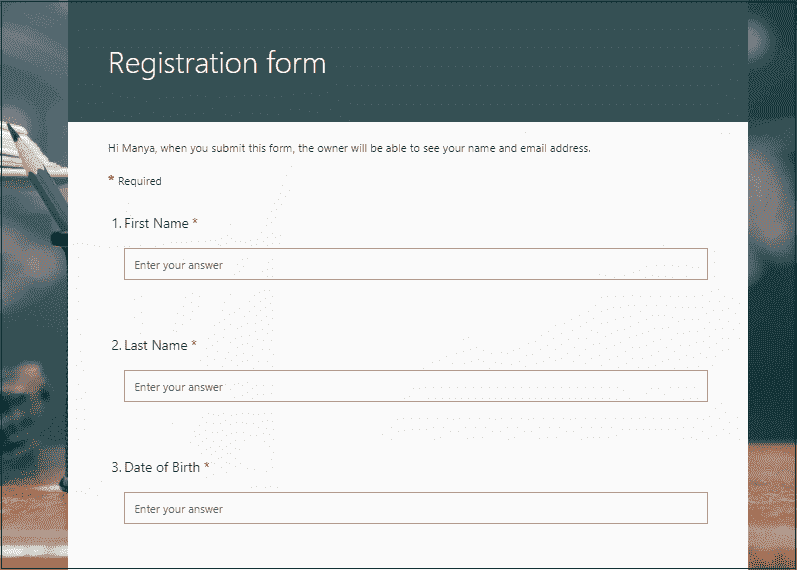 Registration form
Hi Manya, when you submit this form, the owner will be able to see your name and email address.
* Required
1. First Name *
Enter your answer
2. Last Name *
Enter your answer
3. Date of Birth *
Enter your answer